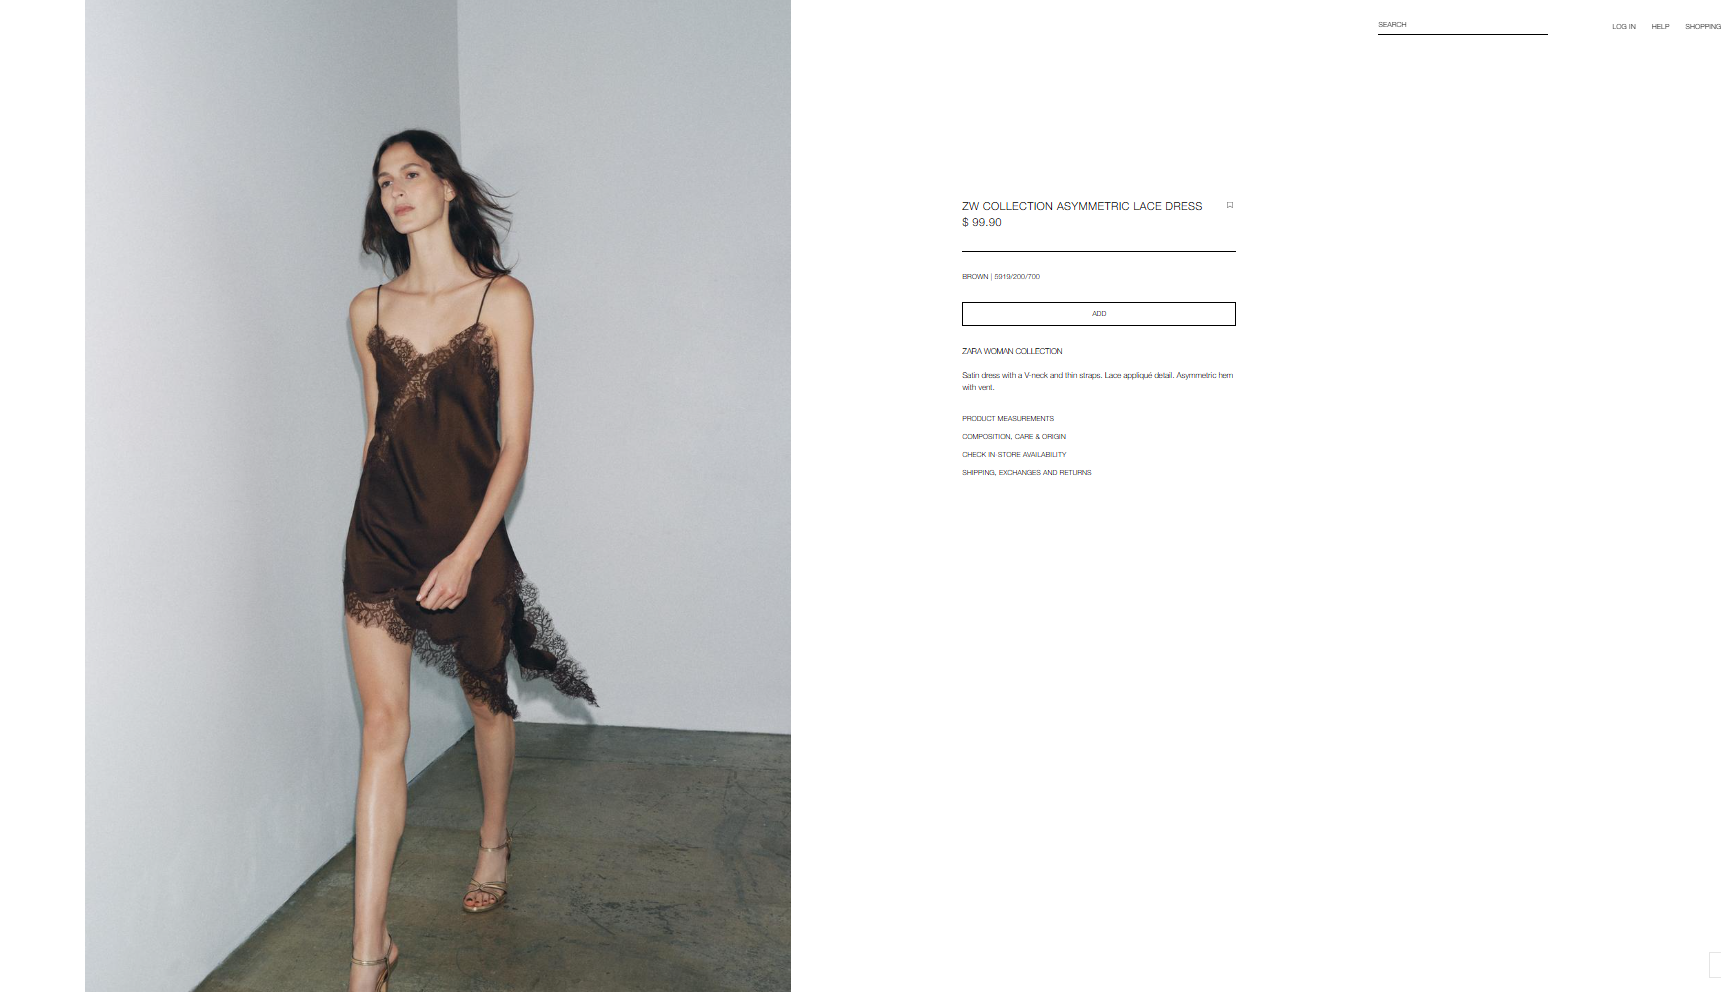 SEARCH
LOG IN
HELP
SHOPPING
ZW COLLECTION ASYMMETRIC LACE DRESS
$ 99.90
BROWN | 5919/200/700
ADD
ZARA WOMAN COLLECTION
Satin dress with a V-neck and thin straps. Lace appliqué detail. Asymmetric hem
with vent.
PRODUCT MEASUREMENTS
COMPOSITION, CARE & ORIGIN
CHECK IN STORE AVAILABILITY
SHIPPING, EXCHANGES AND RETURNS